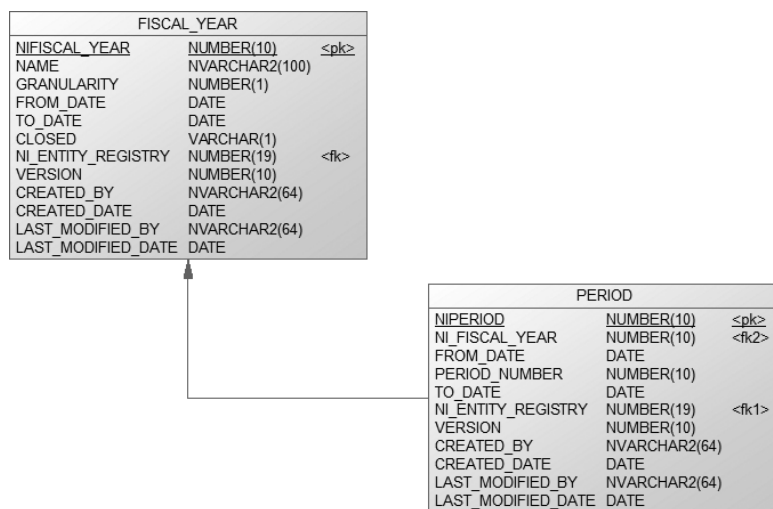 FISCAL_YEAR
NIFISCAL_YEAR NUMBER(10) <pk>
NAME NVARCHAR2(100)
GRANULARITY NUMBER(1)
FROM_DATE DATE
TO_DATE DATE
CLOSED VARCHAR(1)
NI_ENTITY_REGISTRY NUMBER(19) <fk>
VERSION NUMBER(10)
CREATED_BY NVARCHAR2(64)
CREATED_DATE DATE
LAST_MODIFIED_BY NVARCHAR2(64)
LAST_MODIFIED_DATE DATE
PERIOD
NIPERIOD NUMBER(10) <pk>
NI_FISCAL_YEAR NUMBER(10) <fk2>
FROM_DATE DATE
PERIOD_NUMBER NUMBER(10)
TO_DATE DATE
NI_ENTITY_REGISTRY NUMBER(19) <fk1>
VERSION NUMBER(10)
CREATED_BY NVARCHAR2(64)
CREATED_DATE DATE
LAST_MODIFIED_BY NVARCHAR2(64)
LAST_MODIFIED_DATE DATE